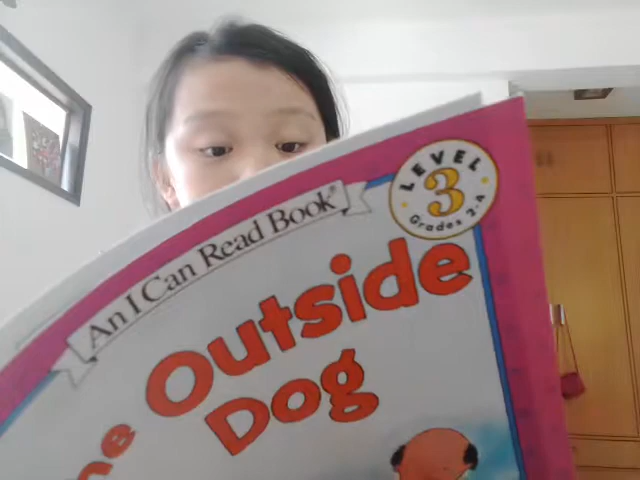 An I Can Read Book®
LEVEL
3
Grades 2-4
Outside
Dog